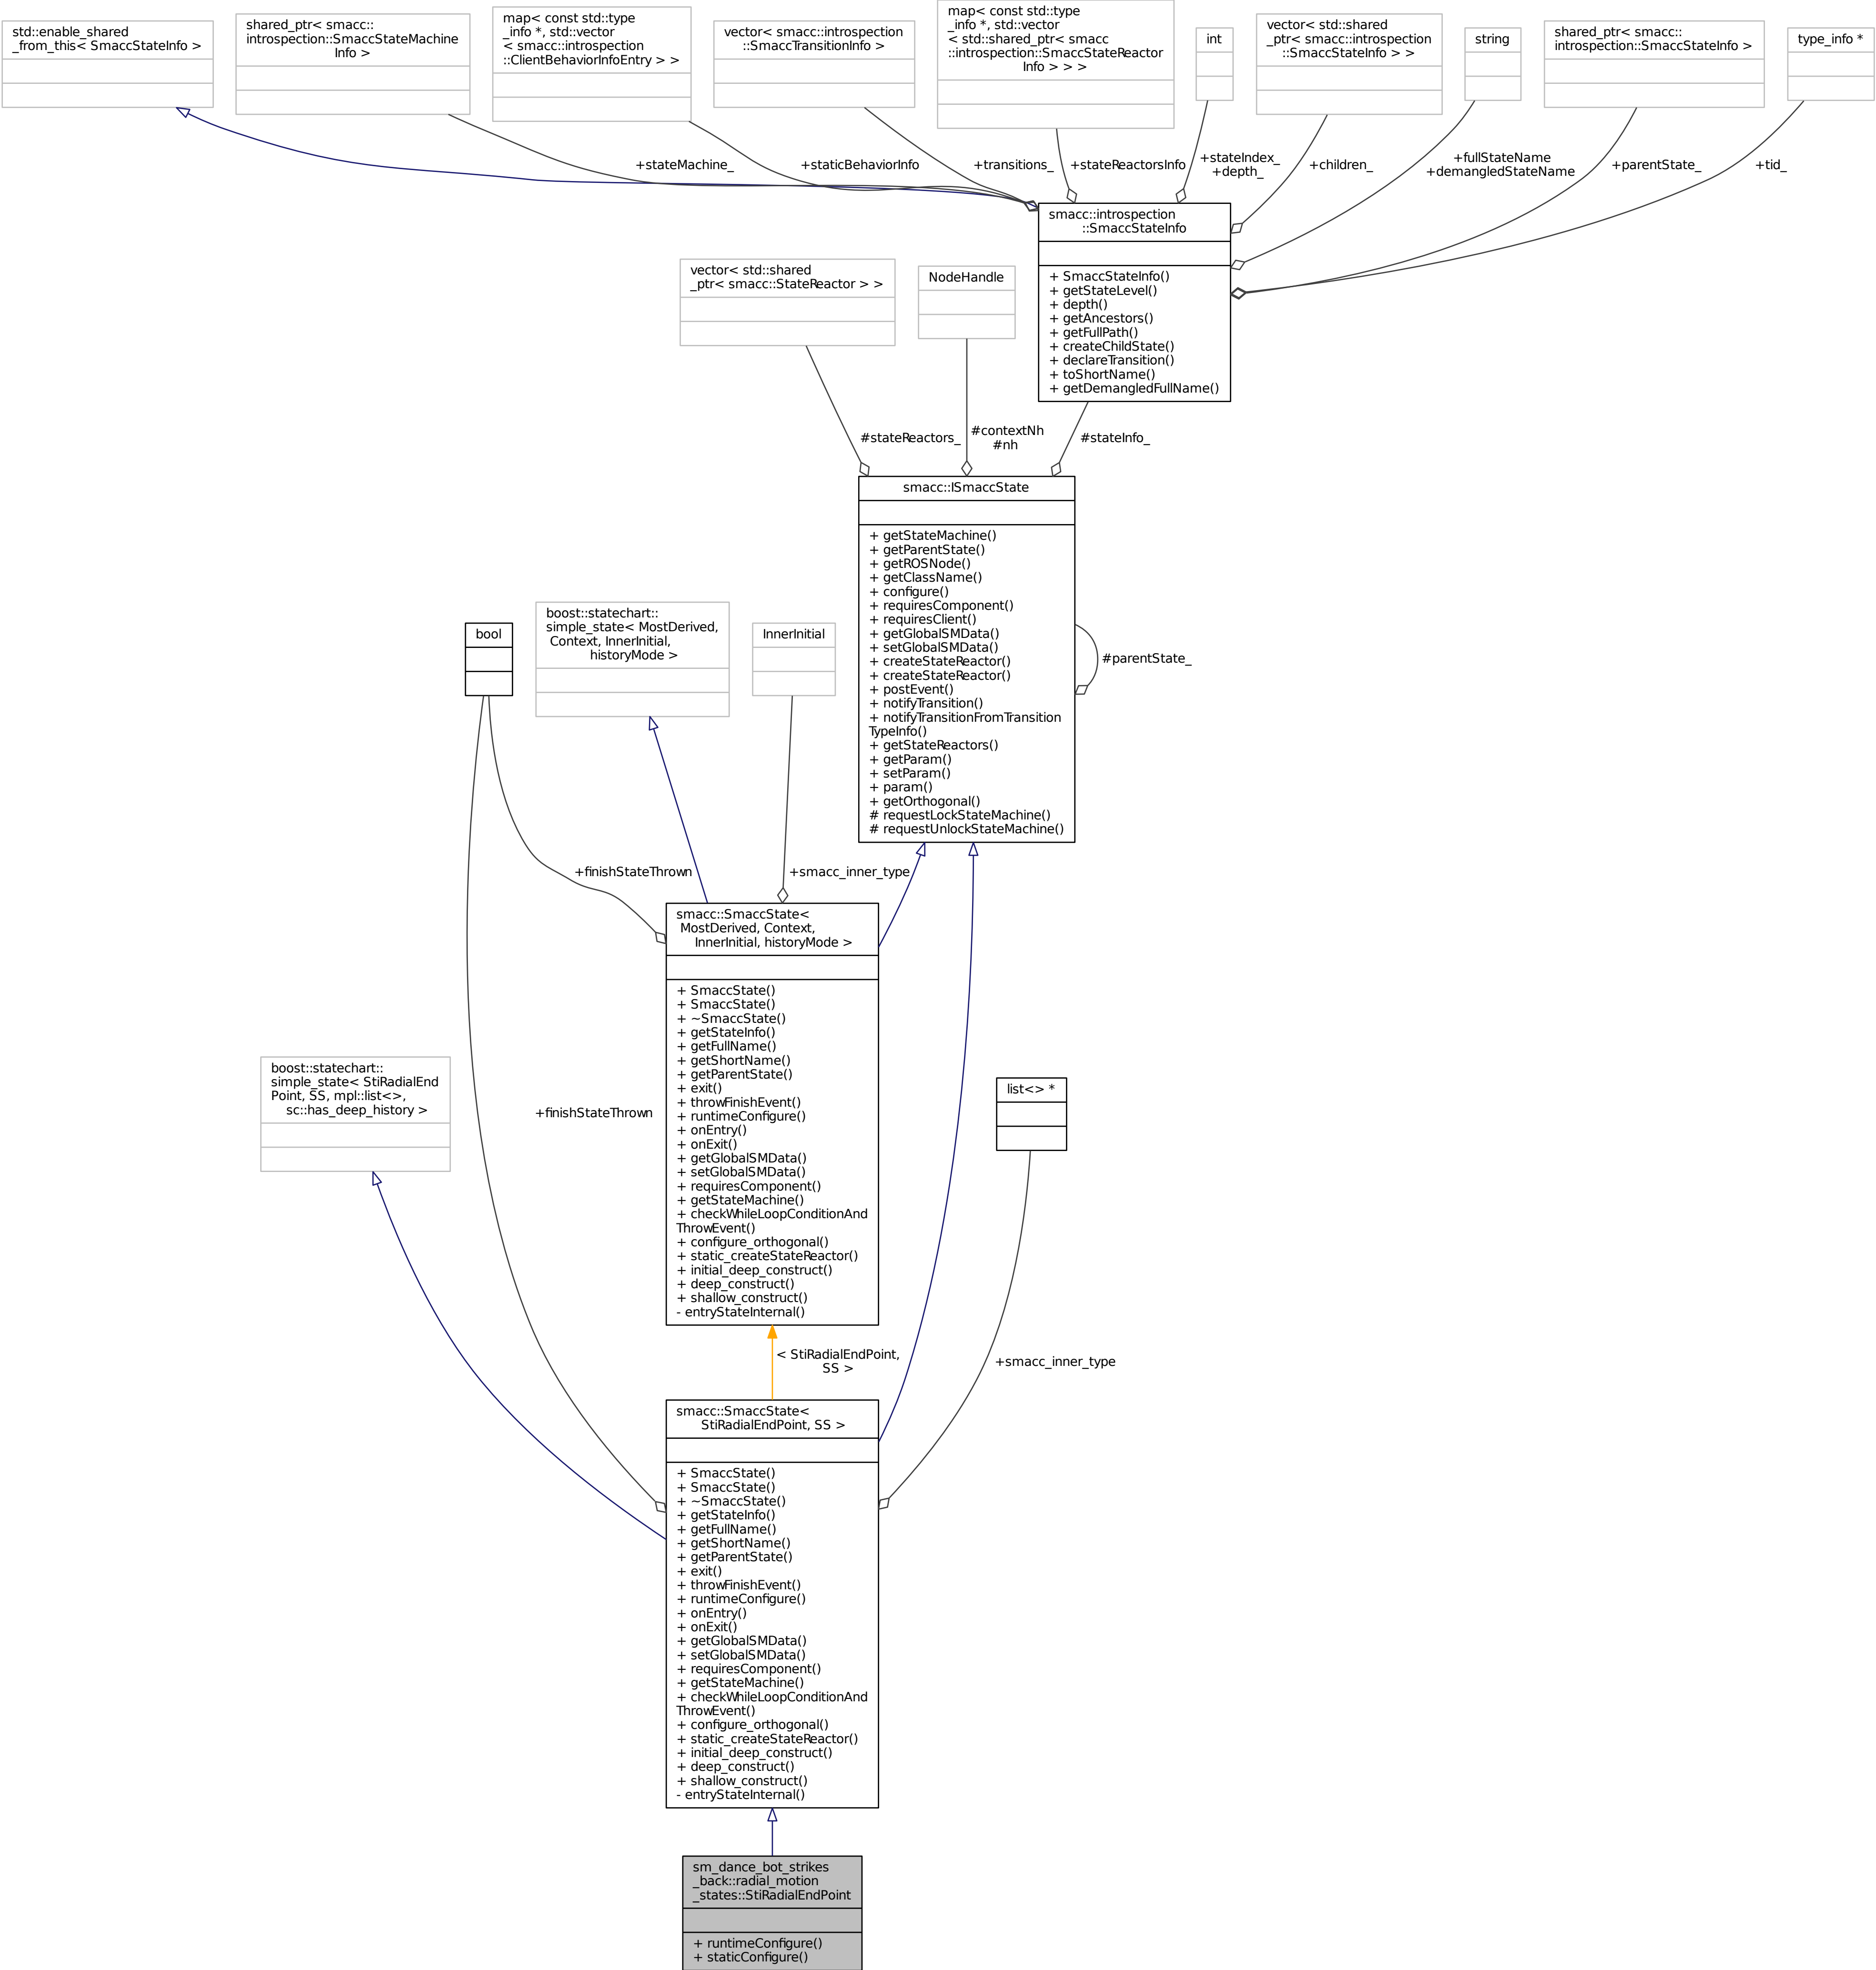 std::enable_shared
_from_this< SmaccStateInfo >
shared_ptr< smacc::
introspection::SmaccStateMachine
Info >
map< const std::type
_info *, std::vector
< smacc::introspection
::ClientBehaviorInfoEntry > >
vector< smacc::introspection
::SmaccTransitionInfo >
map< const std::type
_info *, std::vector
< std::shared_ptr< smacc
::introspection::SmaccStateReactor
Info > > >
int
vector< std::shared
_ptr< smacc::introspection
::SmaccStateInfo > >
string
shared_ptr< smacc::
introspection::SmaccStateInfo >
type_info *
+stateMachine_
+staticBehaviorInfo
+transitions_
+stateReactorsInfo
+stateIndex_
+depth_
+children_
+fullStateName
+demangledStateName
+parentState_
+tid_
smacc::introspection
::SmaccStateInfo
+ SmaccStateInfo()
+ getStateLevel()
+ depth()
+ getAncestors()
+ getFullPath()
+ createChildState()
+ declareTransition()
+ toShortName()
+ getDemangledFullName()
vector< std::shared
_ptr< smacc::StateReactor > >
NodeHandle
#stateReactors_
#contextNh
#nh
#stateInfo_
smacc::ISmaccState
+ getStateMachine()
+ getParentState()
+ getROSNode()
+ getClassName()
+ configure()
+ requiresComponent()
+ requiresClient()
+ getGlobalSMData()
+ setGlobalSMData()
+ createStateReactor()
+ createStateReactor()
+ postEvent()
+ notifyTransition()
+ notifyTransitionFromTransition
TypeInfo()
+ getStateReactors()
+ getParam()
+ setParam()
+ param()
+ getOrthogonal()
# requestLockStateMachine()
# requestUnlockStateMachine()
#parentState_
bool
boost::statechart::
simple_state< MostDerived,
Context, InnerInitial,
historyMode >
InnerInitial
+finishStateThrown
+smacc_inner_type
smacc::SmaccState<
MostDerived, Context,
InnerInitial, historyMode >
+ SmaccState()
+ SmaccState()
+ ~SmaccState()
+ getStateInfo()
+ getFullName()
+ getShortName()
+ getParentState()
+ exit()
+ throwFinishEvent()
+ runtimeConfigure()
+ onEntry()
+ onExit()
+ getGlobalSMData()
+ setGlobalSMData()
+ requiresComponent()
+ getStateMachine()
+ checkWhileLoopConditionAnd
ThrowEvent()
+ configure_orthogonal()
+ static_createStateReactor()
+ initial_deep_construct()
+ deep_construct()
+ shallow_construct()
- entryStateInternal()
boost::statechart::
simple_state< StiRadialEnd
Point, SS, mpl::list<>,
sc::has_deep_history >
+finishStateThrown
list<> *
< StiRadialEndPoint,
SS >
+smacc_inner_type
smacc::SmaccState<
StiRadialEndPoint, SS >
+ SmaccState()
+ SmaccState()
+ ~SmaccState()
+ getStateInfo()
+ getFullName()
+ getShortName()
+ getParentState()
+ exit()
+ throwFinishEvent()
+ runtimeConfigure()
+ onEntry()
+ onExit()
+ getGlobalSMData()
+ setGlobalSMData()
+ requiresComponent()
+ getStateMachine()
+ checkWhileLoopConditionAnd
ThrowEvent()
+ configure_orthogonal()
+ static_createStateReactor()
+ initial_deep_construct()
+ deep_construct()
+ shallow_construct()
- entryStateInternal()
sm_dance_bot_strikes
_back::radial_motion
_states::StiRadialEndPoint
+ runtimeConfigure()
+ staticConfigure()